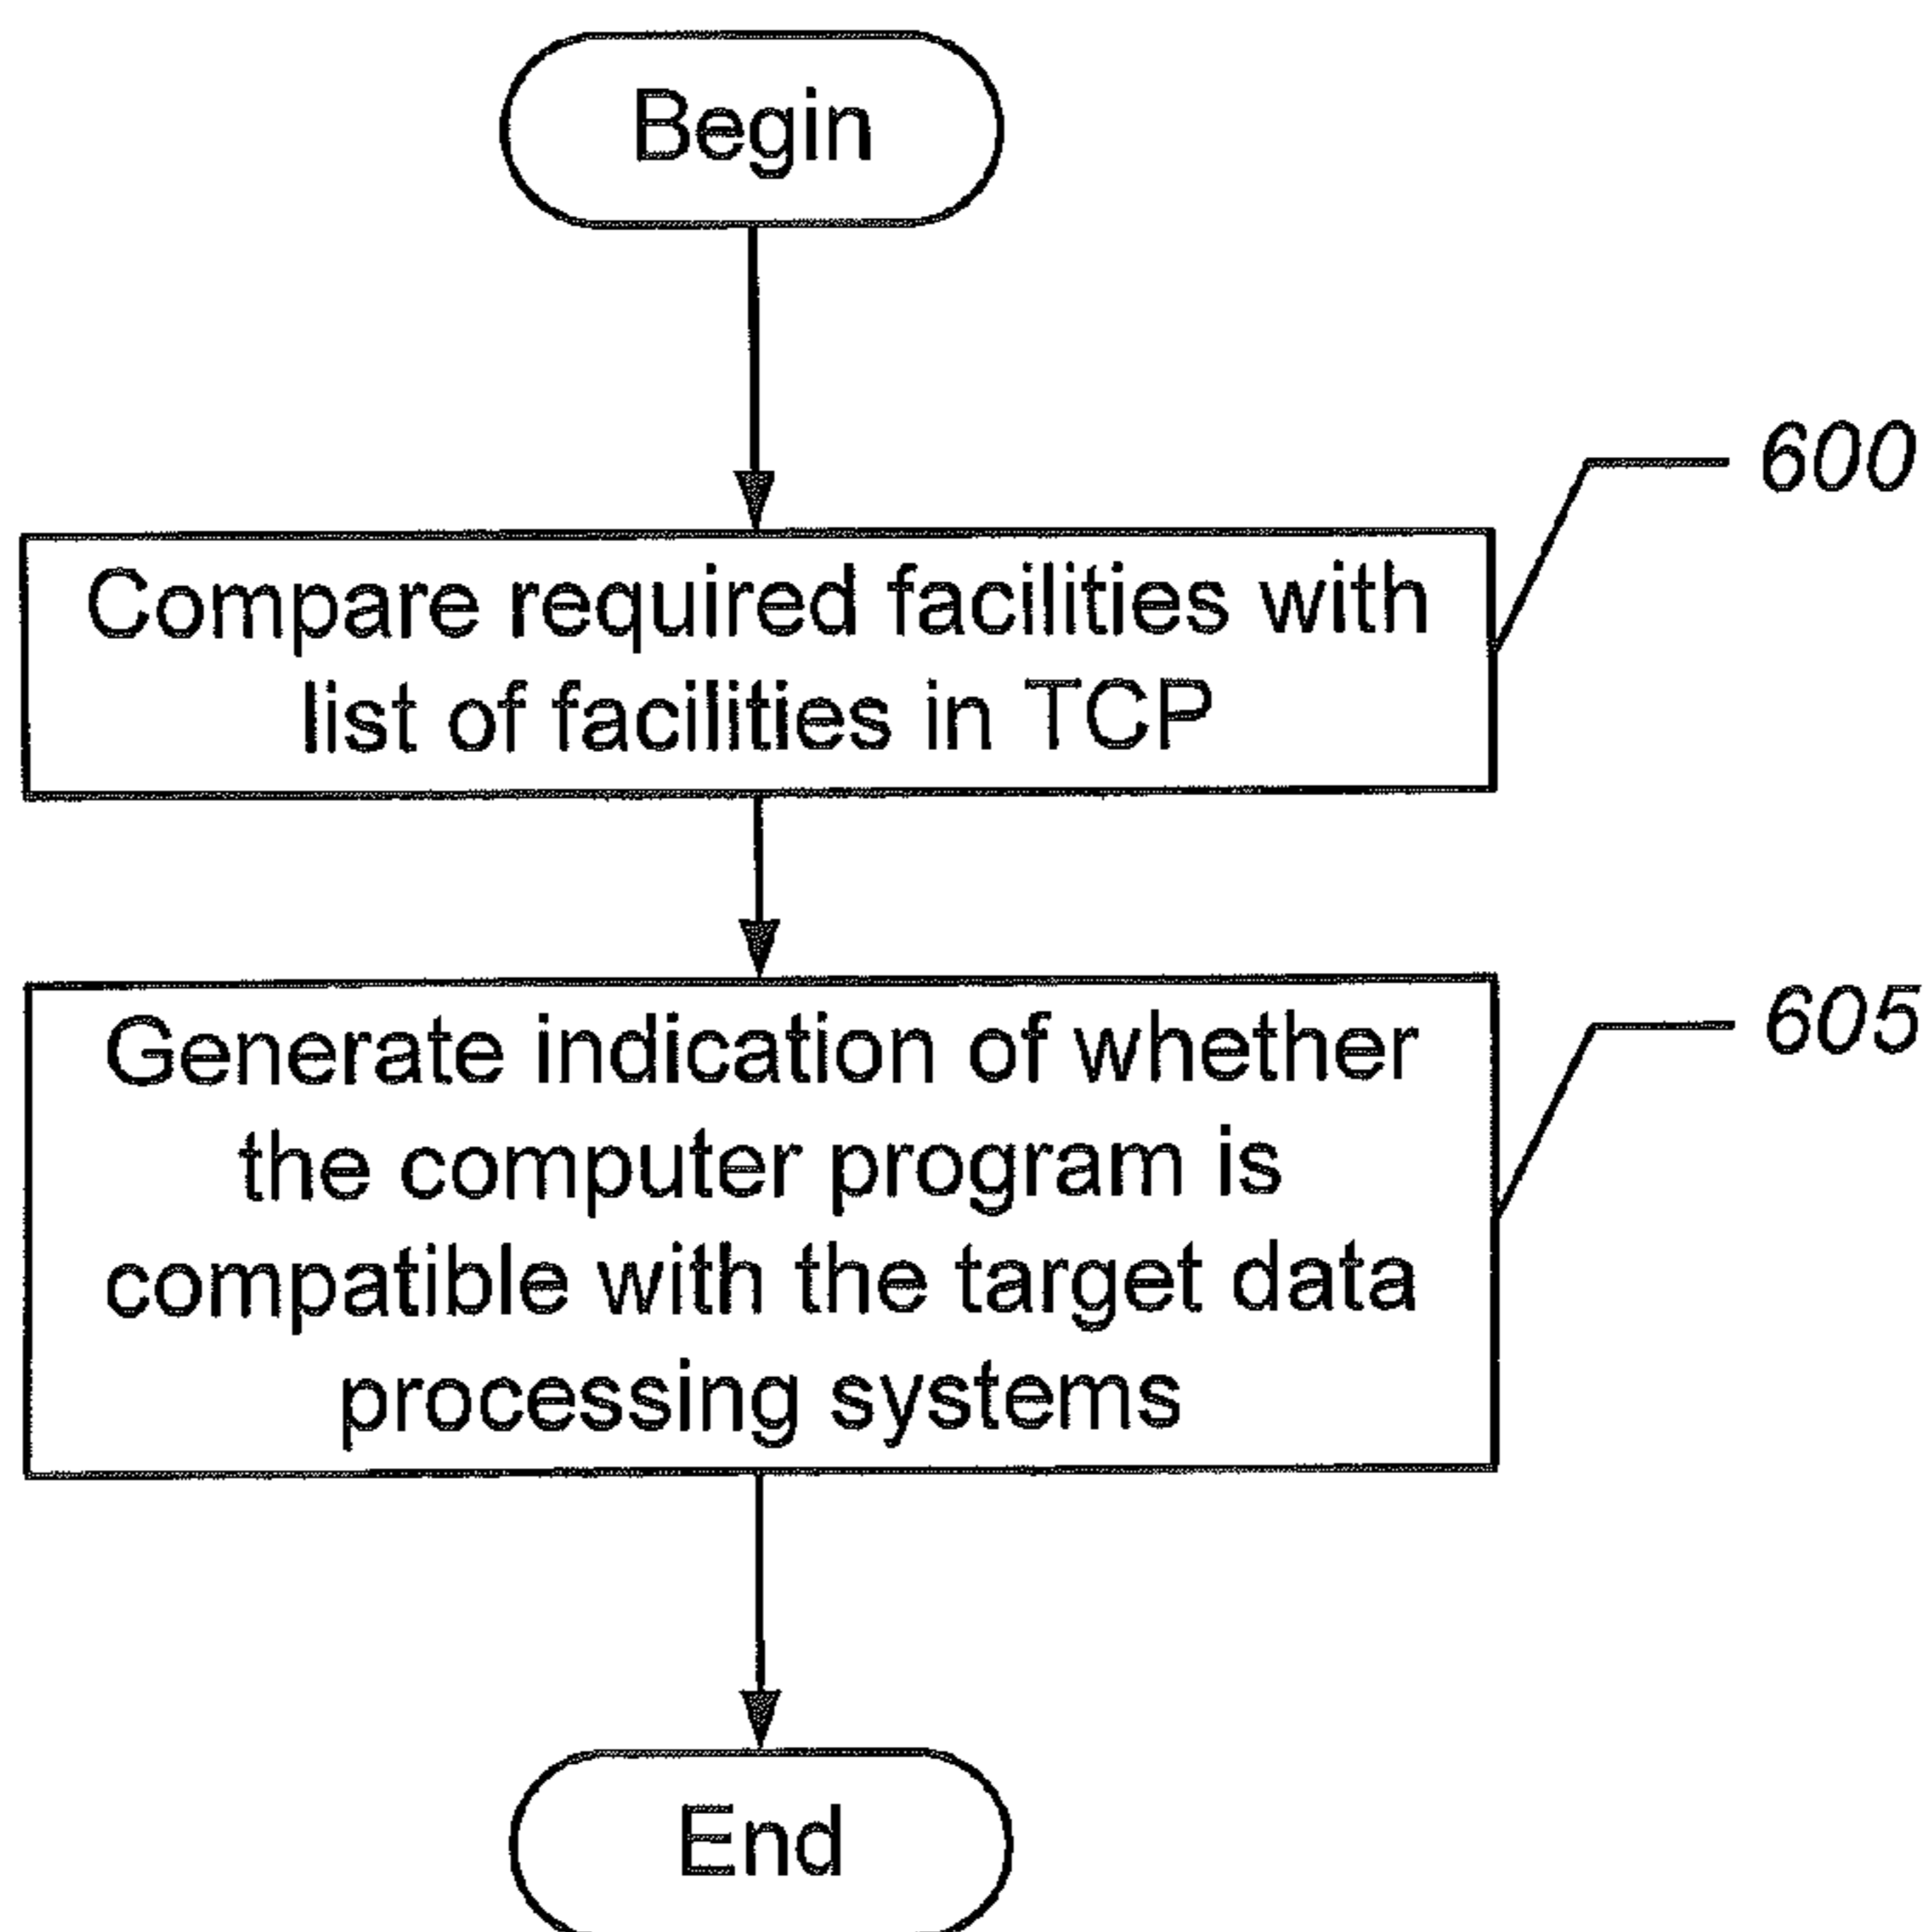 Begin
600
Compare required facilities with
list of facilities in TCP
605
Generate indication of whether
the computer program is
compatible with the target data
processing systems
End